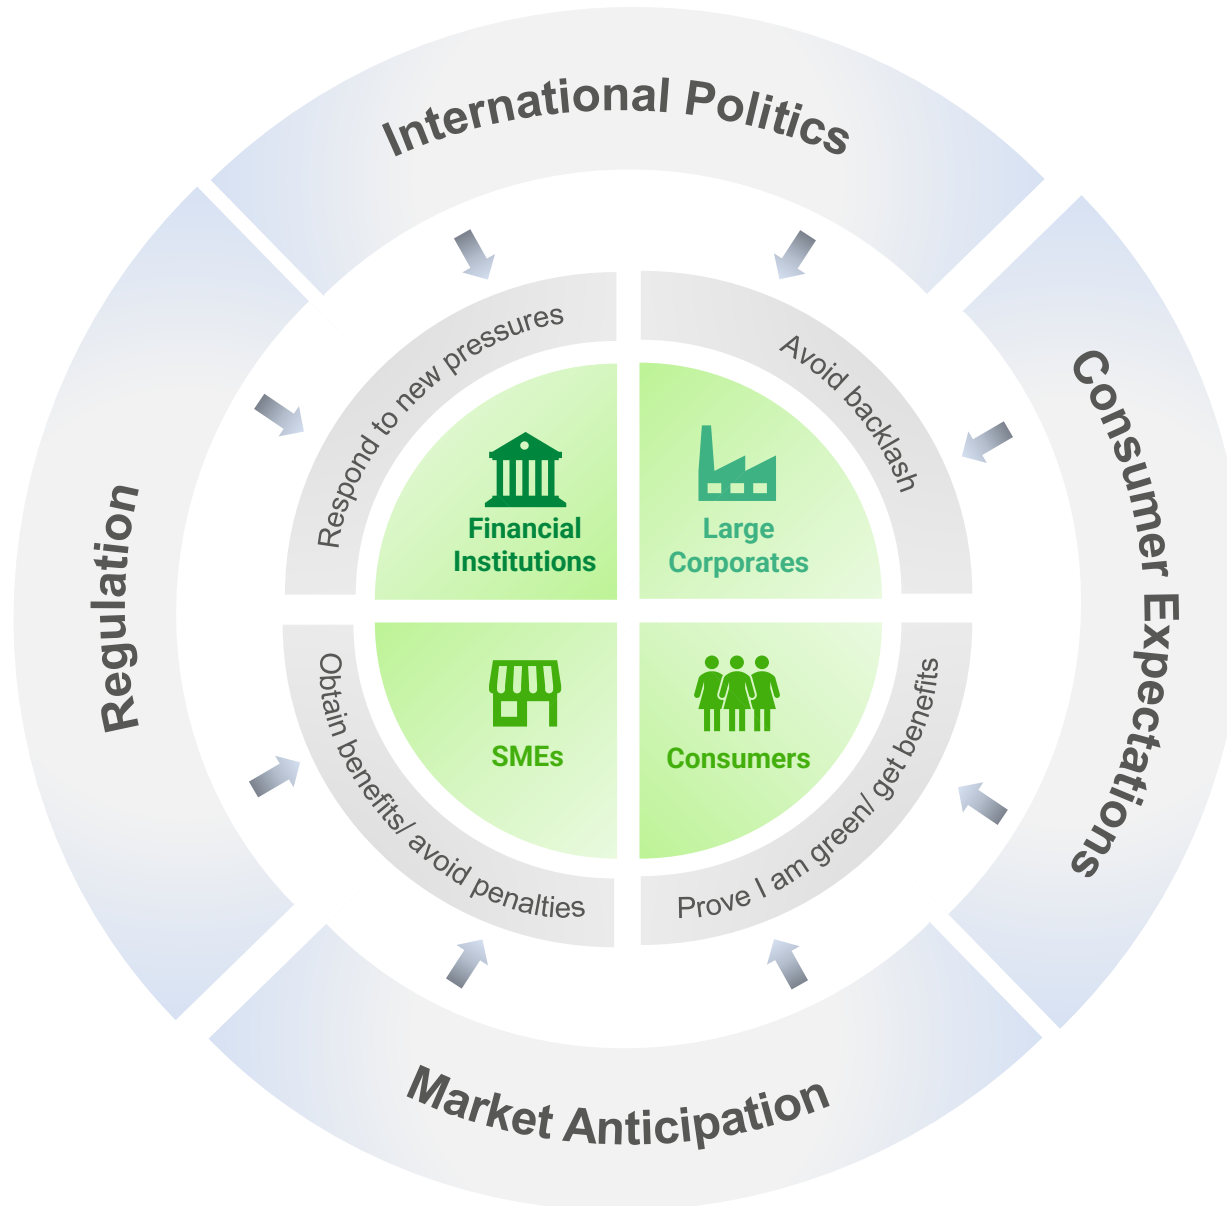 International Politics
Respond to new pressures
Avoid backlash
Consumer Expectations
Financial
Institutions
Large
Corporates
Regulation
SMEs
Consumers
Obtain benefits/ avoid penalties
Prove I am green/ get benefits
Market Anticipation